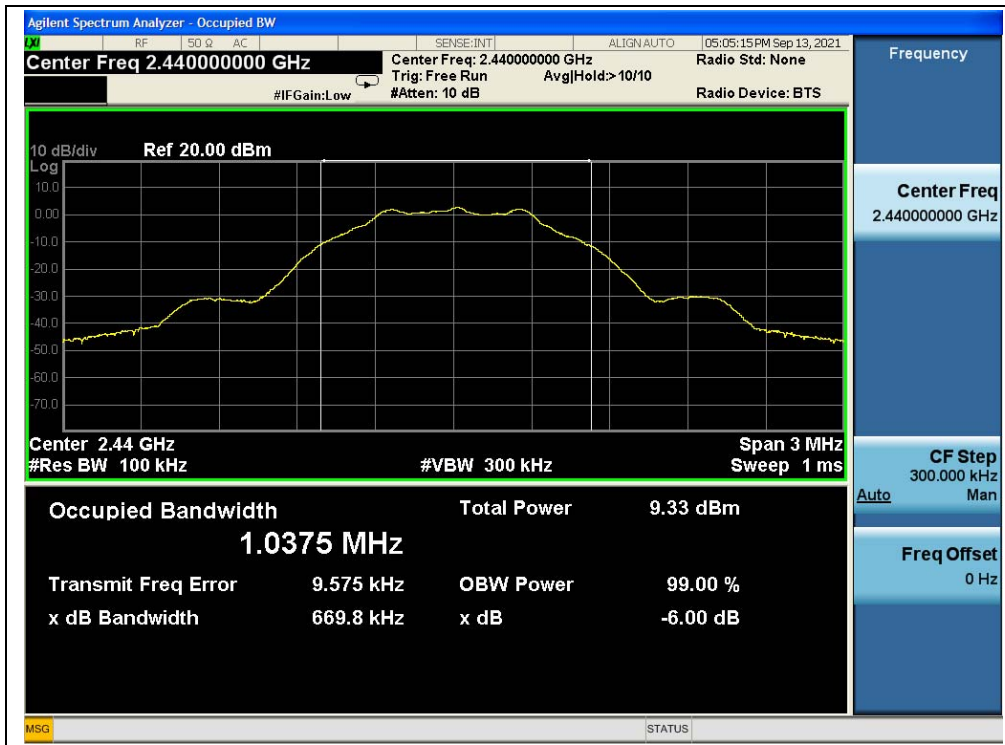 Agilent Spectrum Analyzer - Occupied BW
LXI RF 50 Ω AC SENSE:INT ALIGN AUTO 05:05:15 PM Sep 13, 2021
Center Freq 2.440000000 GHz Center Freq: 2.440000000 GHz Radio Std: None
Trig: Free Run Avg|Hold:>10/10
#IFGain:Low #Atten: 10 dB Radio Device: BTS
10 dB/div Ref 20.00 dBm
Log
10.0
0.00
-10.0
-20.0
-30.0
-40.0
-50.0
-60.0
-70.0
Center 2.44 GHz Span 3 MHz
#Res BW 100 kHz #VBW 300 kHz Sweep 1 ms
Occupied Bandwidth Total Power 9.33 dBm
1.0375 MHz
Transmit Freq Error 9.575 kHz OBW Power 99.00 %
x dB Bandwidth 669.8 kHz x dB -6.00 dB
Frequency
Center Freq
2.440000000 GHz
CF Step
300.000 kHz
Auto Man
Freq Offset
0 Hz
MSG STATUS